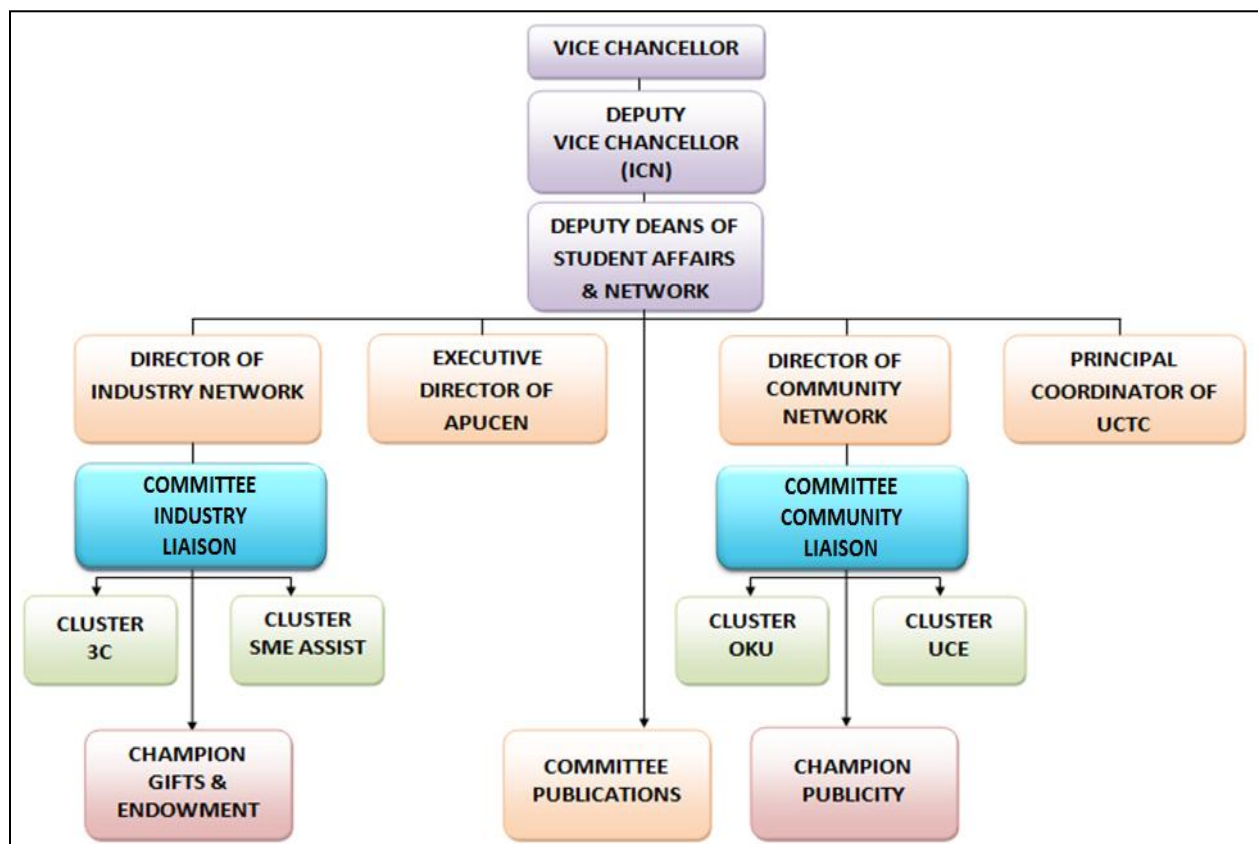 VICE CHANCELLOR
DEPUTY
VICE CHANCELLOR
(ICN)
DEPUTY DEANS OF
STUDENT AFFAIRS
& NETWORK
DIRECTOR OF
INDUSTRY NETWORK
EXECUTIVE
DIRECTOR OF
APUCEN
DIRECTOR OF
COMMUNITY
NETWORK
PRINCIPAL
COORDINATOR OF
UCTC
COMMITTEE
INDUSTRY
LIAISON
COMMITTEE
COMMUNITY
LIAISON
CLUSTER
3C
CLUSTER
SME ASSIST
CLUSTER
OKU
CLUSTER
UCE
CHAMPION
GIFTS &
ENDOWMENT
COMMITTEE
PUBLICATIONS
CHAMPION
PUBLICITY